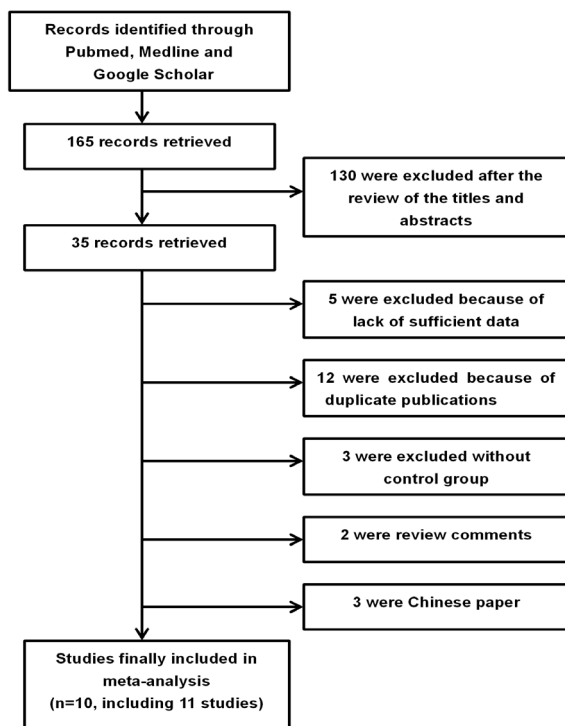 Records identified through
Pubmed, Medline and
Google Scholar
165 records retrieved
130 were excluded after the
review of the titles and
abstracts
35 records retrieved
5 were excluded because of
lack of sufficient data
12 were excluded because of
duplicate publications
3 were excluded without
control group
2 were review comments
3 were Chinese paper
Studies finally included in
meta-analysis
(n=10, including 11 studies)